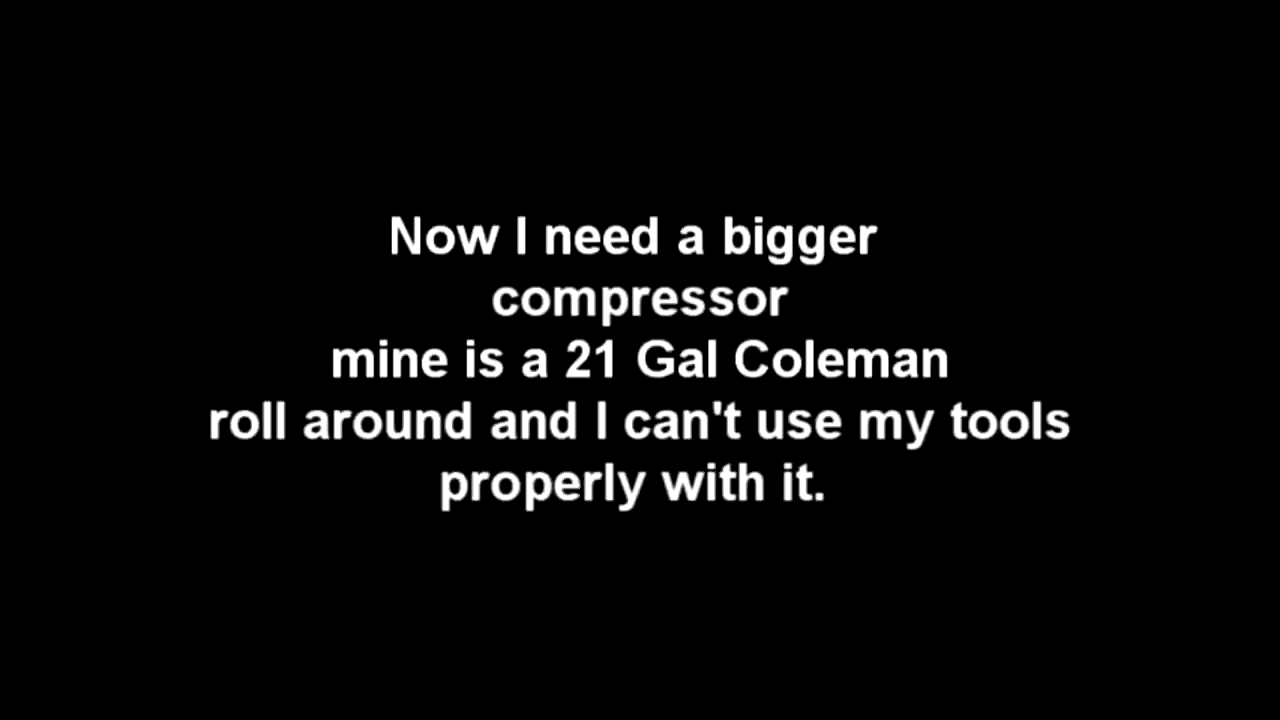 Now I need a bigger
compressor
mine is a 21 Gal Coleman
roll around and I can't use my tools
properly with it.